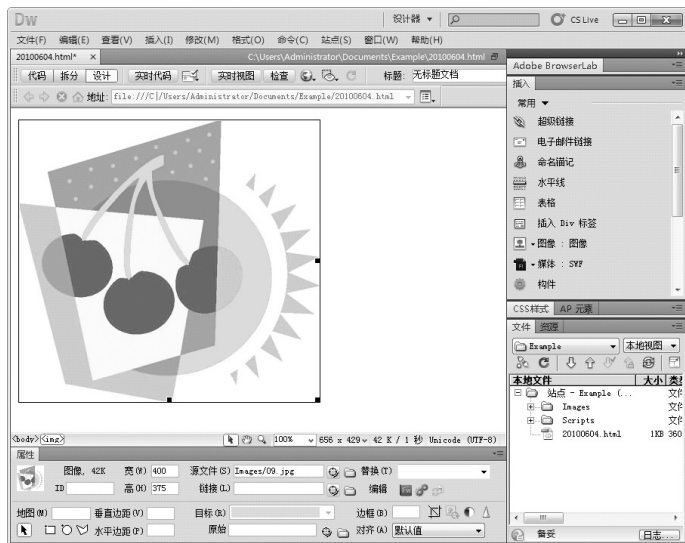 Dw
设计器
CS Live
文件(F) 编辑(E) 查看(V) 插入(I) 修改(M) 格式(O) 命令(C) 站点(S) 窗口(W) 帮助(H)
20100604.html* × C:\Users\Administrator\Documents\Example\20100604.html
代码 拆分 设计 实时代码 实时视图 检查 标题: 无标题文档
地址: file:///C|/Users/Administrator/Documents/Example/20100604.html
Adobe BrowserLab
插入
常用
超级链接
电子邮件链接
命名锚记
水平线
表格
插入 Div 标签
图像 : 图像
媒体 : SWF
构件
CSS样式 AP 元素
文件 资源
Example 本地视图
本地文件 大小 类型
站点 - Example (... 文件
Images 文件
Scripts 文件
20100604.html 1KB 360
备妥 日志...
<body> <img> 100% 656 x 429 42 K / 1 秒 Unicode (UTF-8)
属性
图像, 42K 宽(W) 400 源文件(S) Images/09.jpg 替换(T)
ID 高(H) 375 链接(L) 编辑
地图(M) 垂直边距(V) 目标(R) 边框(B)
水平边距(P) 原始 对齐(A) 默认值